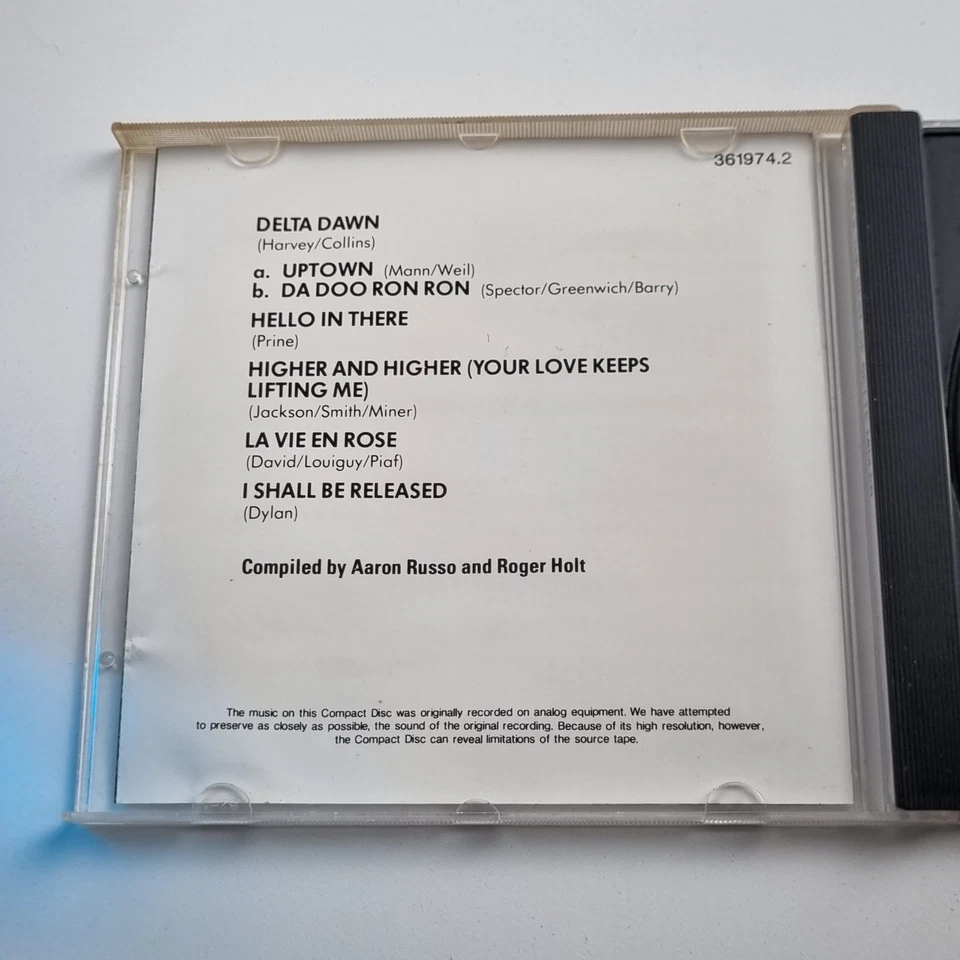 361974.2
DELTA DAWN
(Harvey/Collins)
a. UPTOWN (Mann/Weil)
b. DA DOO RON RON (Spector/Greenwich/Barry)
HELLO IN THERE
(Prine)
HIGHER AND HIGHER (YOUR LOVE KEEPS
LIFTING ME)
(Jackson/Smith/Miner)
LA VIE EN ROSE
(David/Louiguy/Piaf)
I SHALL BE RELEASED
(Dylan)
Compiled by Aaron Russo and Roger Holt
The music on this Compact Disc was originally recorded on analog equipment. We have attempted
to preserve as closely as possible, the sound of the original recording. Because of its high resolution, however,
the Compact Disc can reveal limitations of the source tape.